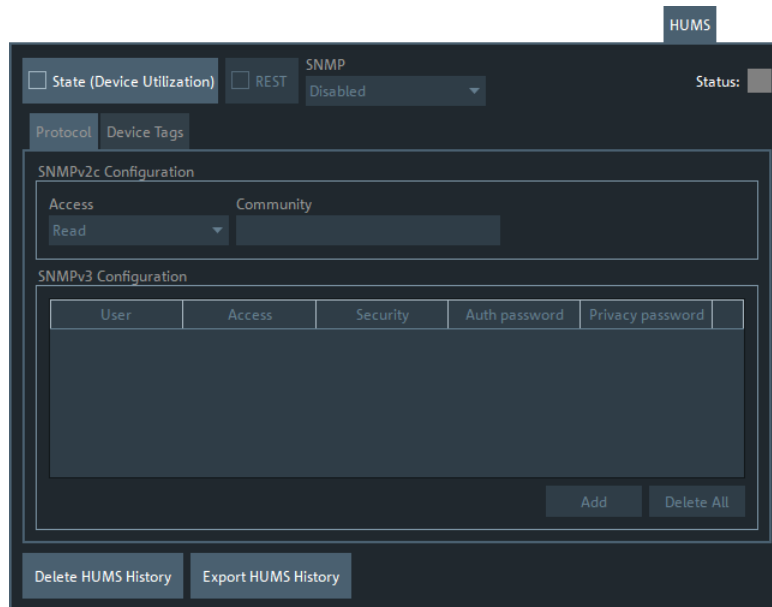 HUMS
State (Device Utilization)
REST
SNMP
Disabled
Status:
Protocol
Device Tags
SNMPv2c Configuration
Access
Community
Read
SNMPv3 Configuration
User
Access
Security
Auth password
Privacy password
Add
Delete All
Delete HUMS History
Export HUMS History